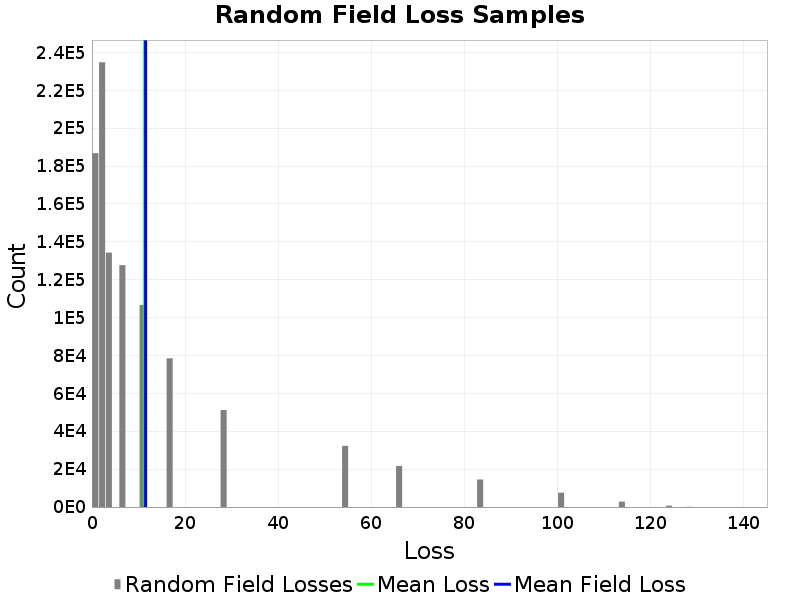 Random Field Loss Samples
2.4E5
2.2E5
2E5
1.8E5
1.6E5
1.4E5
1.2E5
1E5
8E4
6E4
4E4
2E4
0E0
Count
0 20 40 60 80 100 120 140
Loss
Random Field Losses Mean Loss Mean Field Loss